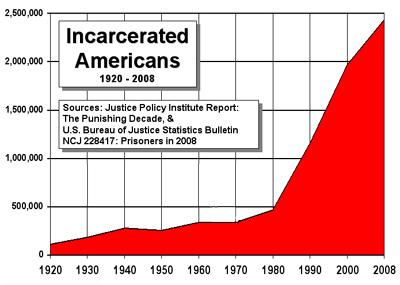 Incarcerated
Americans
1920 - 2008
Sources: Justice Policy Institute Report:
The Punishing Decade, &
U.S. Bureau of Justice Statistics Bulletin
NCJ 228417: Prisoners in 2008
2,500,000
2,000,000
1,500,000
1,000,000
500,000
0
1920 1930 1940 1950 1960 1970 1980 1990 2000 2008